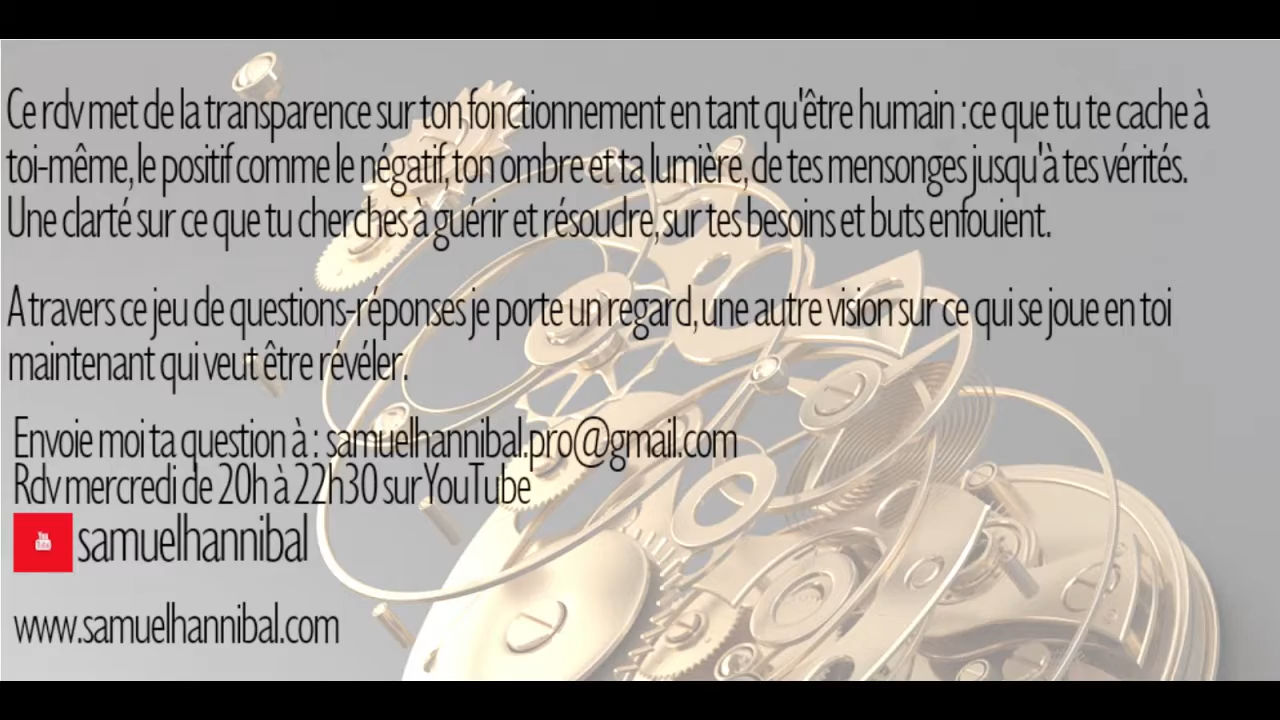 Ce rdv met de la transparence sur ton fonctionnement en tant qu'être humain : ce que tu te cache à
toi-même, le positif comme le négatif, ton ombre et ta lumière, de tes mensonges jusqu'à tes vérités.
Une clarté sur ce que tu cherches à guérir et résoudre, sur tes besoins et buts enfouient.
A travers ce jeu de questions-réponses je porte un regard, une autre vision sur ce qui se joue en toi
maintenant qui veut être révéler.
Envoie moi ta question à : samuelhannibal.pro@gmail.com
Rdv mercredi de 20h à 22h30 sur YouTube
You
Tube
samuelhannibal
www.samuelhannibal.com